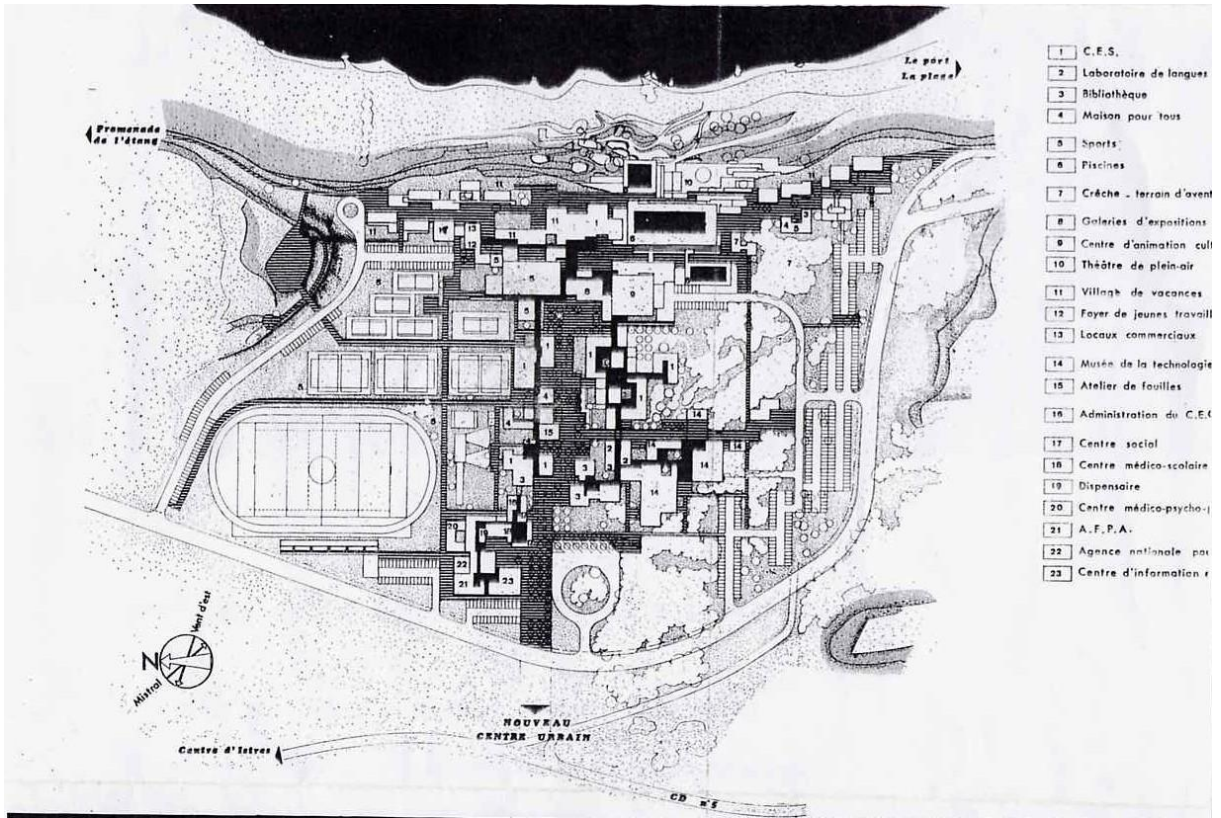 Le port
La plage
Promenade
de l'étang
1 C.E.S.
2 Laboratoire de langues
3 Bibliothèque
4 Maison pour tous
5 Sports
6 Piscines
7 Crêche - terrain d'avent
8 Galeries d'expositions
9 Centre d'animation cult
10 Théâtre de plein-air
11 Village de vacances
12 Foyer de jeunes travaill
13 Locaux commerciaux
14 Musée de la technologie
15 Atelier de fouilles
16 Administration du C.E.C
17 Centre social
18 Centre médico-scolaire
19 Dispensaire
20 Centre médico-psycho-p
21 A.F.P.A.
22 Agence nationale pou
23 Centre d'information r
N
Vent d'est
Mistral
NOUVEAU
CENTRE URBAIN
Centre d'Istres
CD n°5